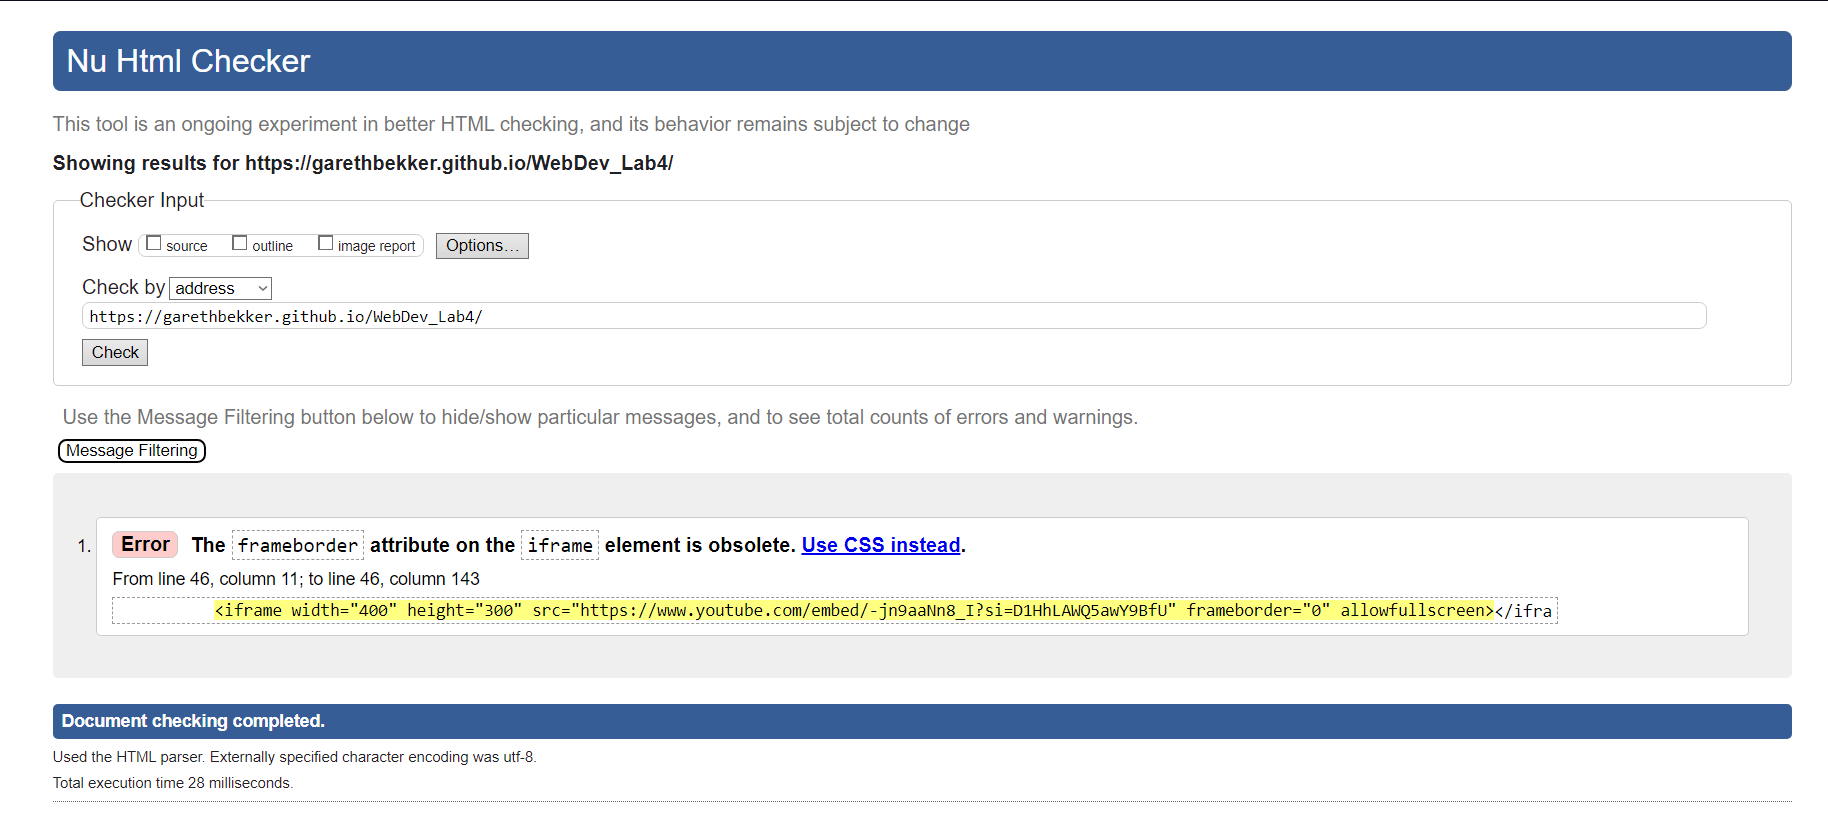 Nu Html Checker
This tool is an ongoing experiment in better HTML checking, and its behavior remains subject to change
Showing results for https://garethbekker.github.io/WebDev_Lab4/
Checker Input
Show source outline image report Options...
Check by address
https://garethbekker.github.io/WebDev_Lab4/
Check
Use the Message Filtering button below to hide/show particular messages, and to see total counts of errors and warnings.
Message Filtering
1. Error The frameborder attribute on the iframe element is obsolete. Use CSS instead.
From line 46, column 11; to line 46, column 143
<iframe width="400" height="300" src="https://www.youtube.com/embed/-jn9aaNn8_I?si=D1HhLAWQ5awY9BfU" frameborder="0" allowfullscreen></ifra
Document checking completed.
Used the HTML parser. Externally specified character encoding was utf-8.
Total execution time 28 milliseconds.